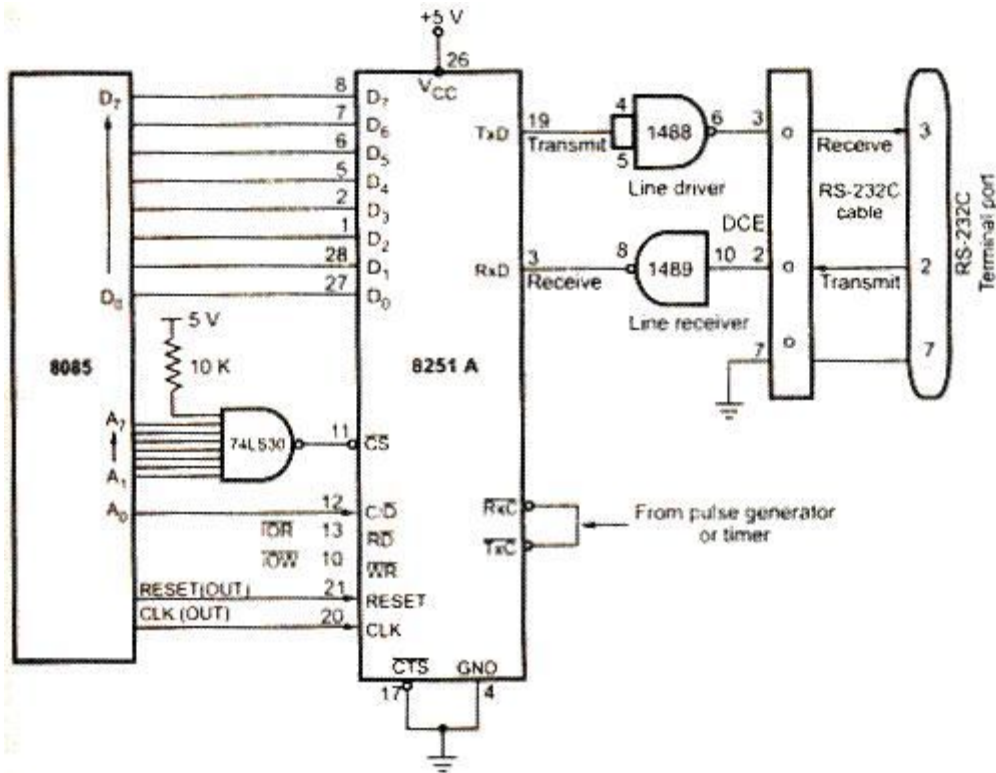 +5 V
26
VCC
8085
D7
D0
8 D7
7 D6
6 D5
5 D4
2 D3
1 D2
28 D1
27 D0
5 V
10 K
A7
A1
74LS30
11 CS
A0
12 C/D
IOR 13 RD
IOW 10 WR
RESET(OUT) 21 RESET
CLK (OUT) 20 CLK
8251 A
CTS GND
17 4
TxD 19
Transmit
4
5
1488
6 3
Line driver
RxD 3
Receive
8
1489
10 2
Line receiver
DCE
7
Receive
RS-232C
cable
Transmit
3
2
7
RS-232C
Terminal port
RxC
TxC
From pulse generator
or timer